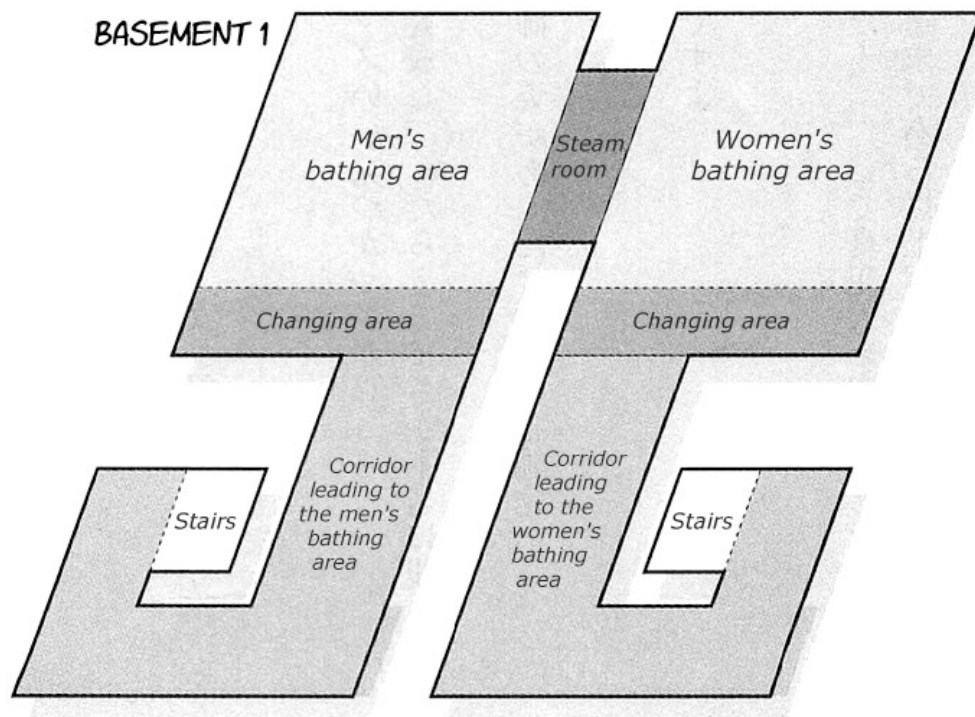 BASEMENT 1
Men's
bathing area
Steam
room
Women's
bathing area
Changing area
Changing area
Corridor
leading to
the men's
bathing
area
Stairs
Corridor
leading
to the
women's
bathing
area
Stairs